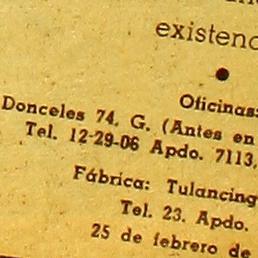 existenc
Oficinas:
Donceles 74, G. (Antes en
Tel. 12-29-06 Apdo. 7113,
Fábrica: Tulancing
Tel. 23. Apdo.
25 de febrero de